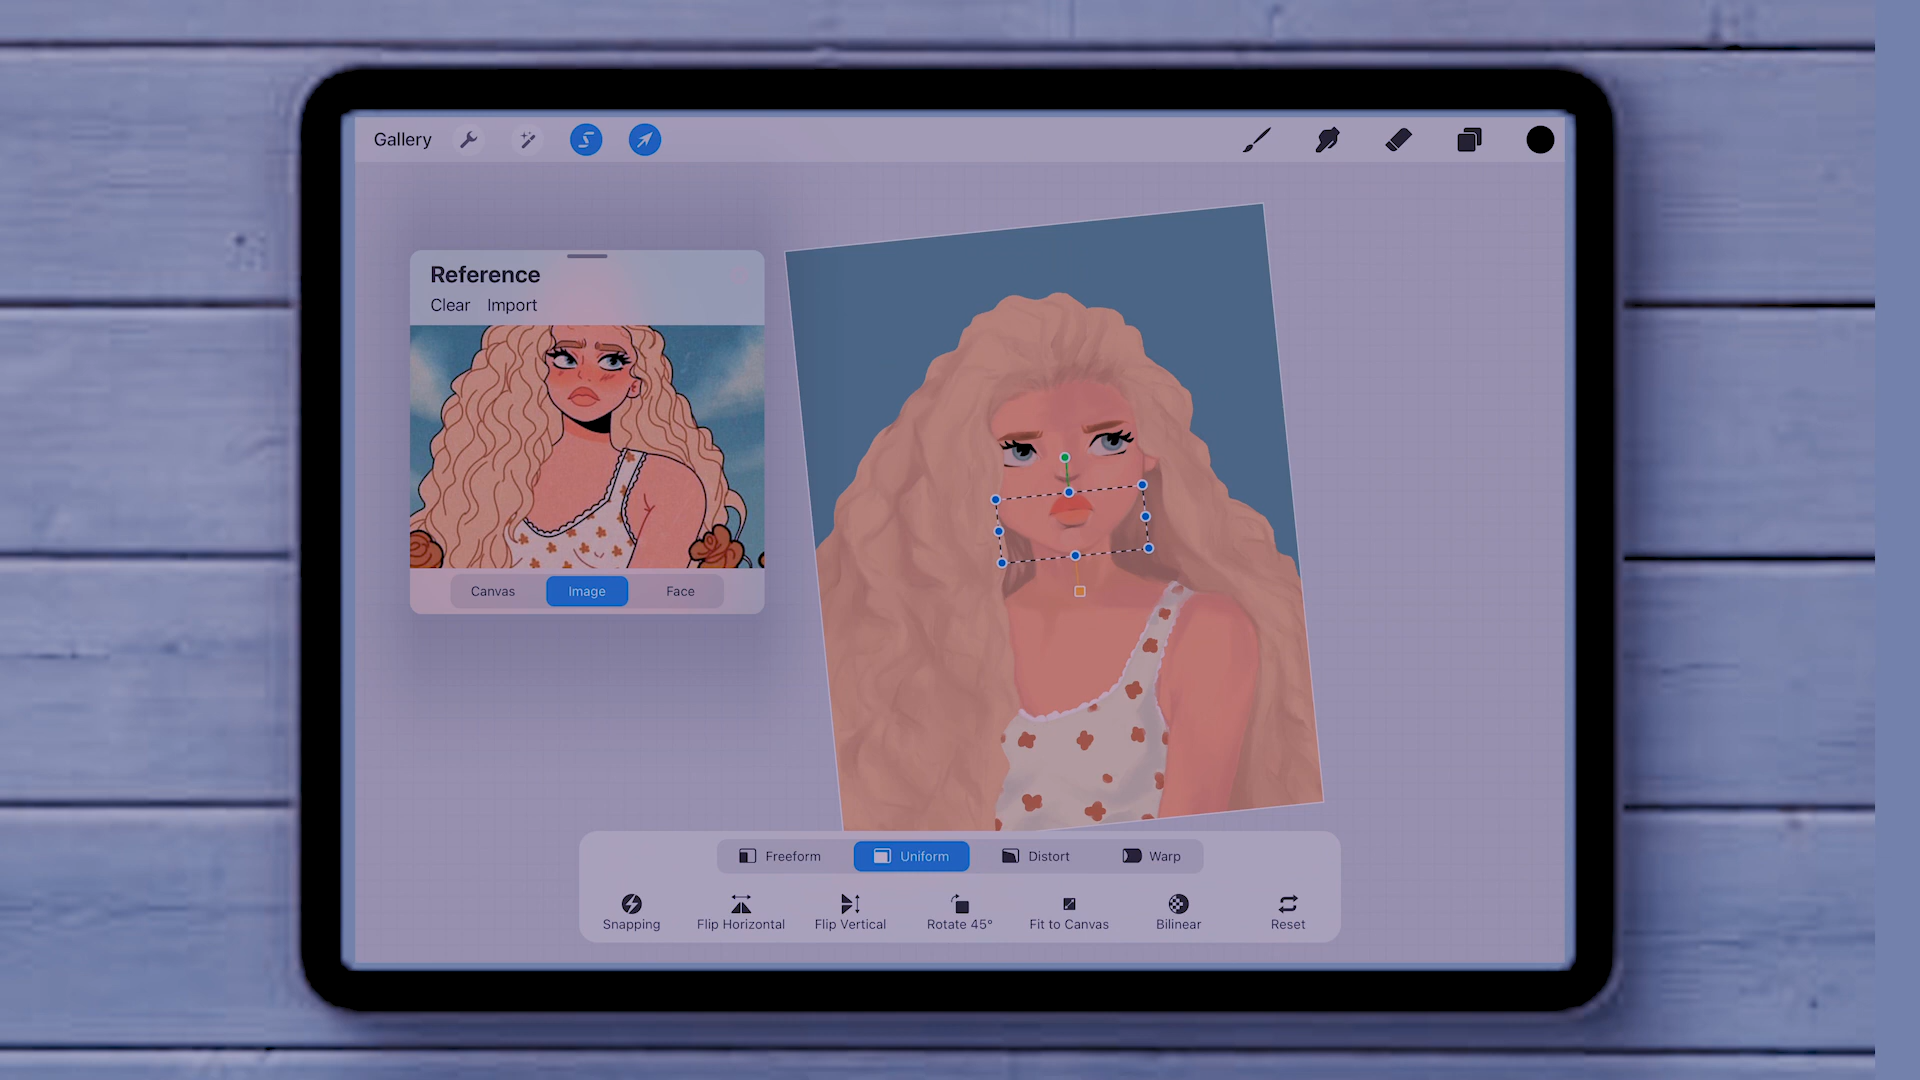 Gallery
Reference
Clear Import
Canvas Image Face
Freeform Uniform Distort Warp
Snapping Flip Horizontal Flip Vertical Rotate 45° Fit to Canvas Bilinear Reset